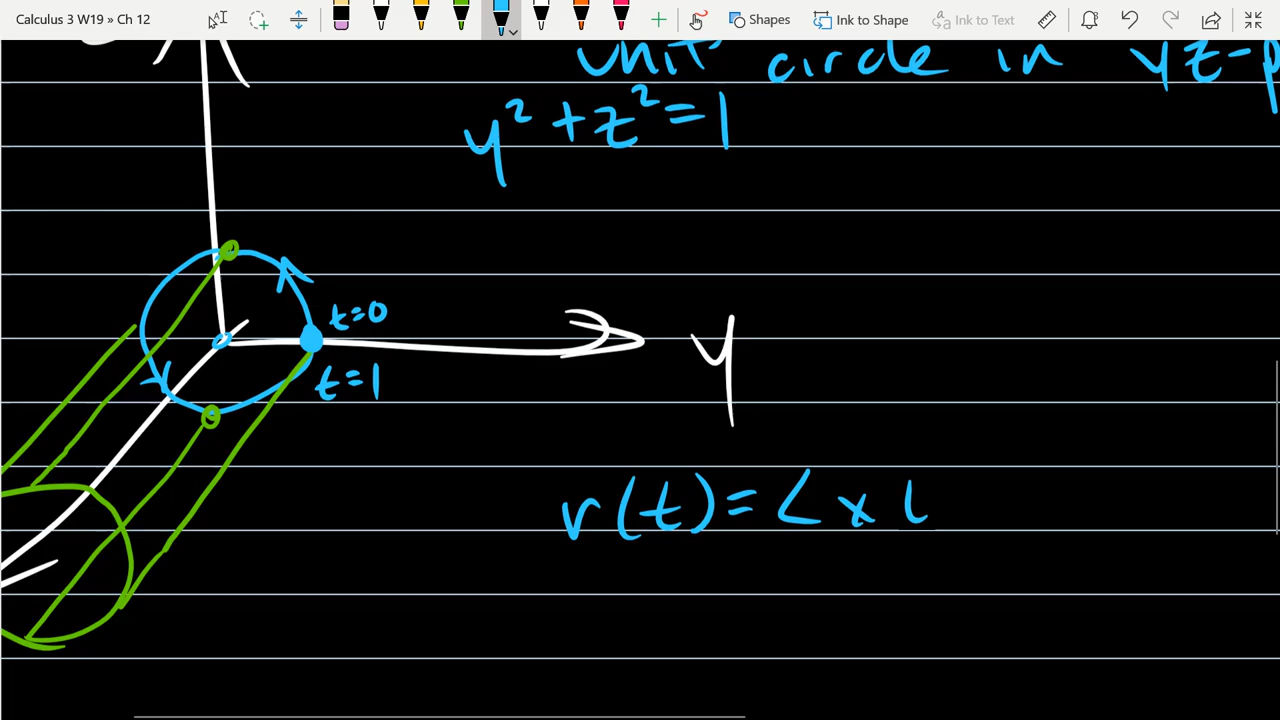 Calculus 3 W19 » Ch 12
Shapes
Ink to Shape
Ink to Text
unit circle in yz-p
y² + z² = 1
t=0
t=1
y
r(t) = < x (